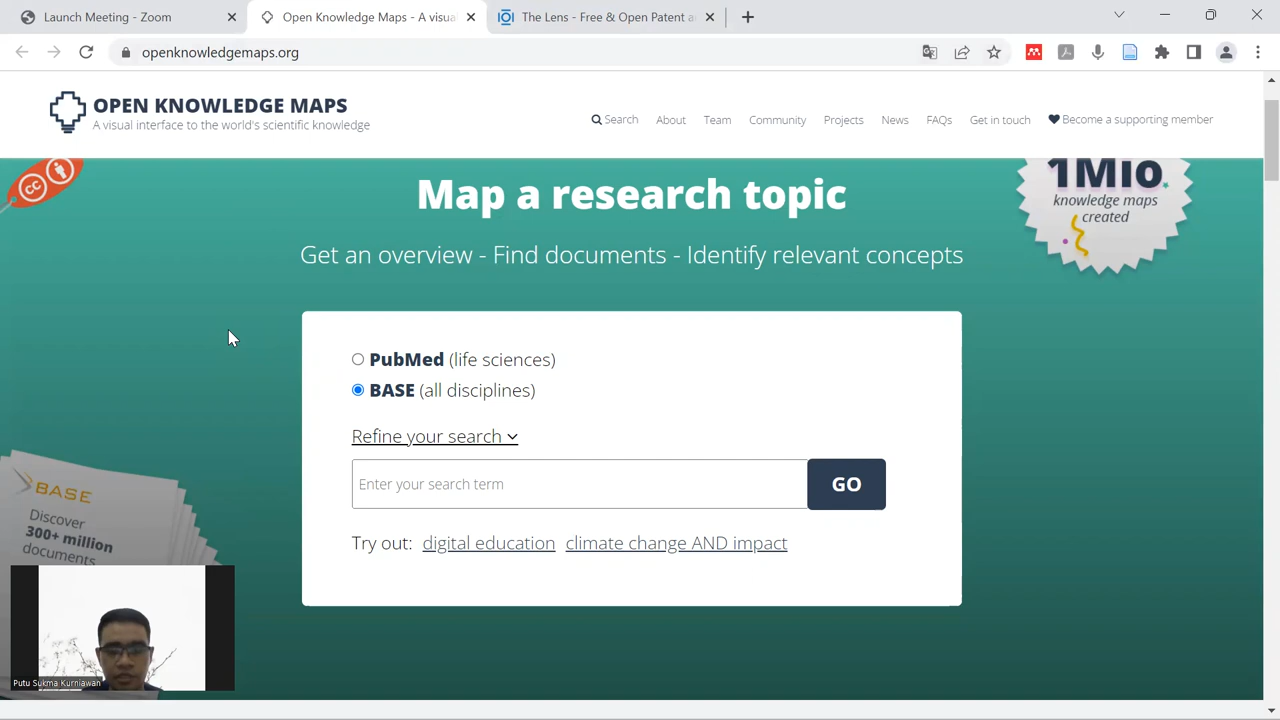 Launch Meeting - Zoom
Open Knowledge Maps - A visua
The Lens - Free & Open Patent a
openknowledgemaps.org
OPEN KNOWLEDGE MAPS
A visual interface to the world's scientific knowledge
Search About Team Community Projects News FAQs Get in touch Become a supporting member
CC
1Mio
knowledge maps
created
Map a research topic
Get an overview - Find documents - Identify relevant concepts
PubMed (life sciences)
BASE (all disciplines)
Refine your search
Enter your search term
GO
Try out: digital education climate change AND impact
BASE
Discover
300+ million
documents
Putu Sukma Kurniawan